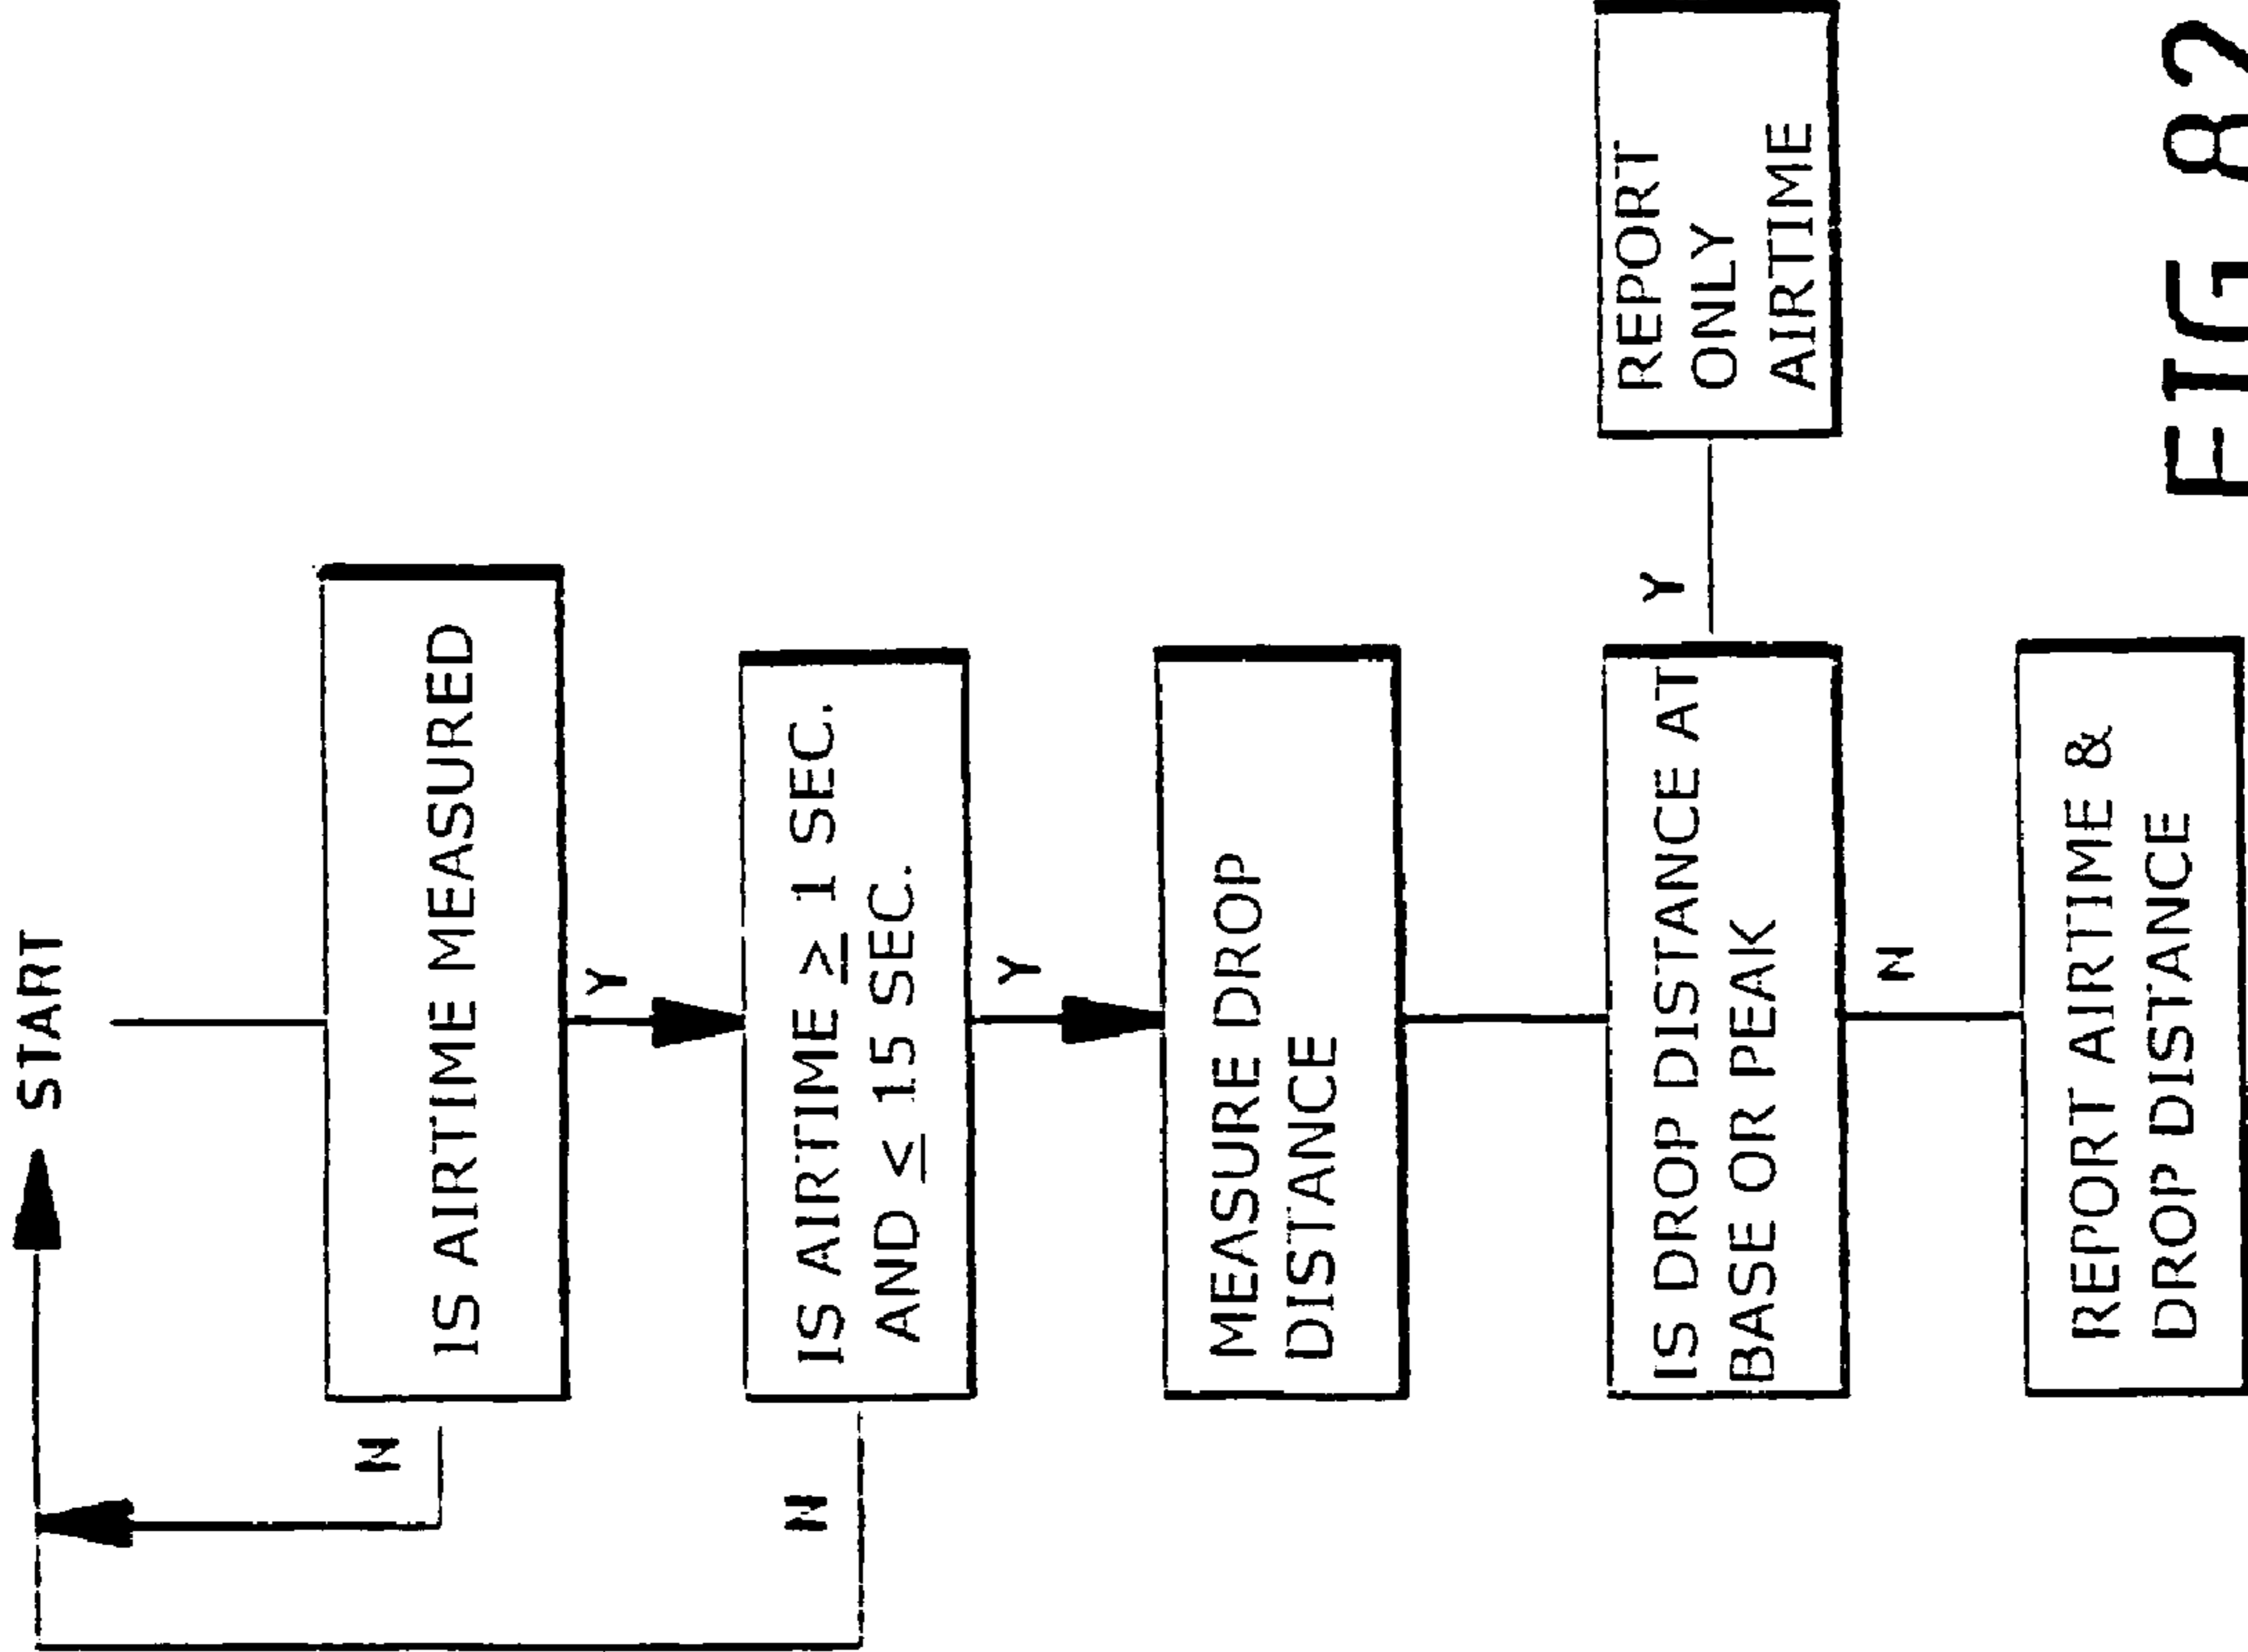 START
IS AIRTIME MEASURED
N
Y
IS AIRTIME ≥ 1 SEC.
AND ≤ 15 SEC.
N
Y
MEASURE DROP
DISTANCE
IS DROP DISTANCE AT
BASE OR PEAK
Y
REPORT
ONLY
AIRTIME
N
REPORT AIRTIME &
DROP DISTANCE
FIG 82